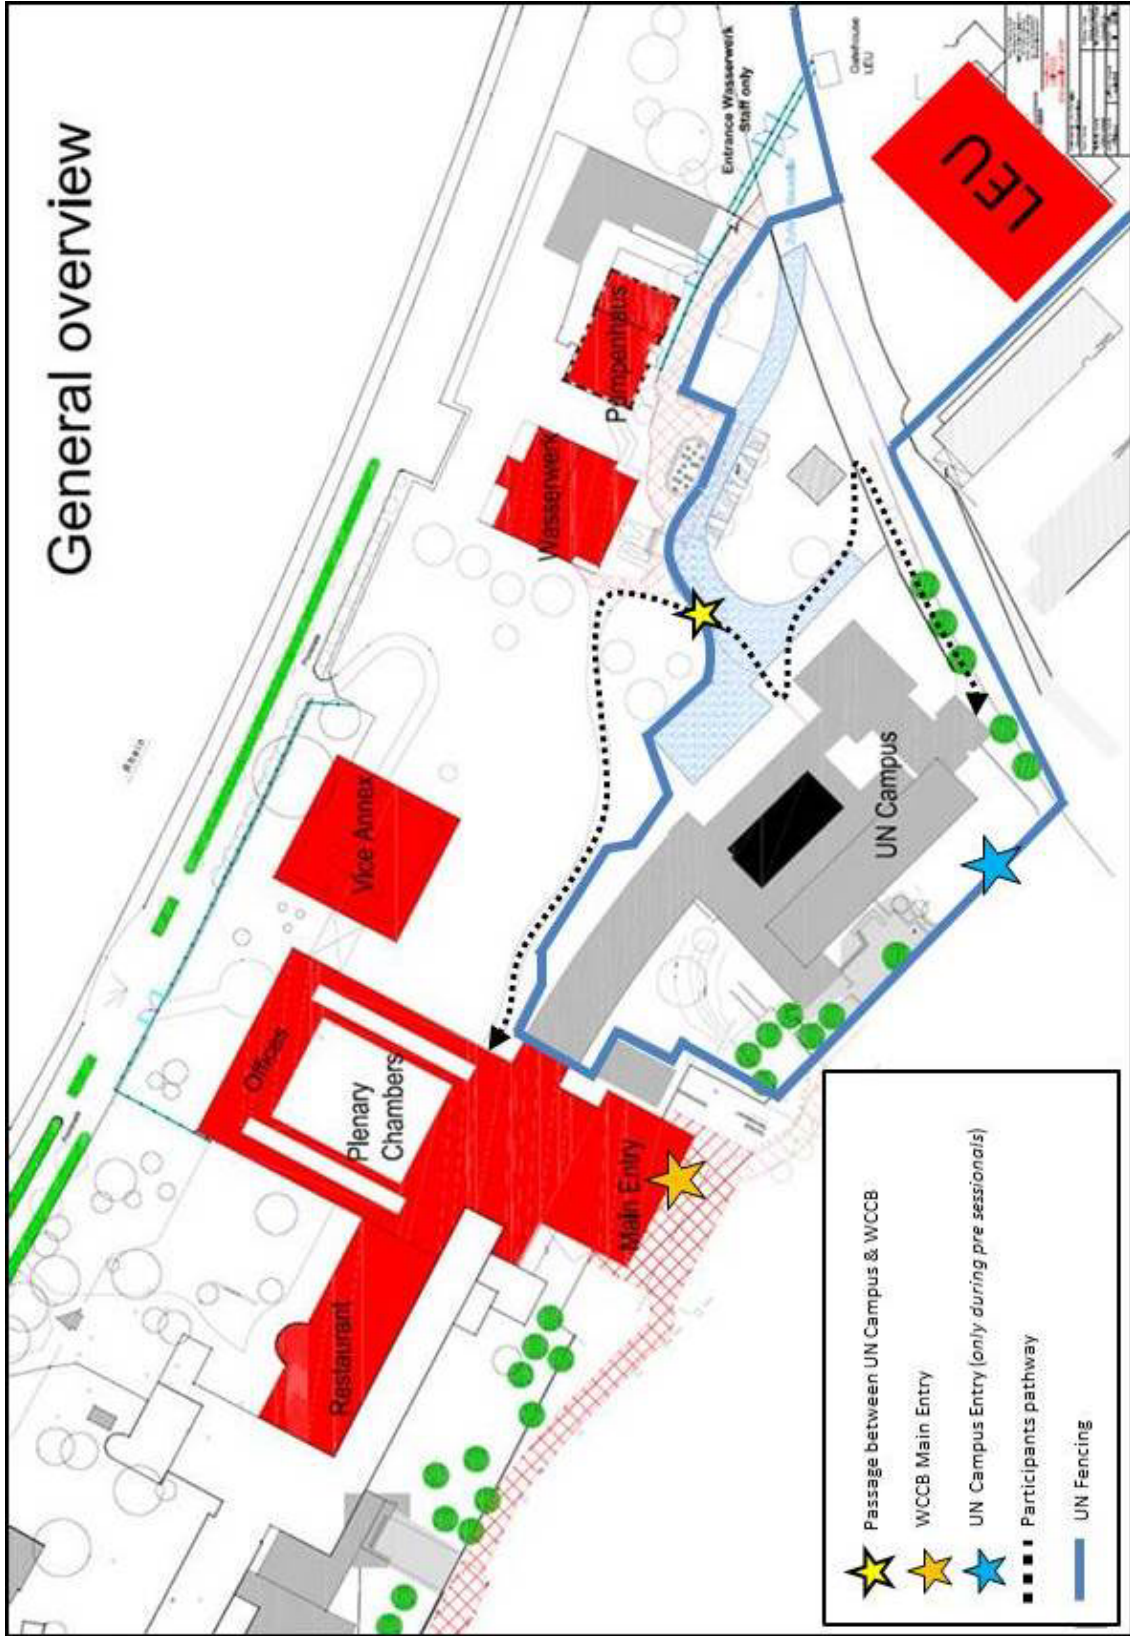 General overview
Rhein
Promenade
Promenade
Entrance Wasserwerk
Staff only
Gatehouse
LEU
LEU
Pumpenhaus
Wasserwerk
Vice Annex
Offices
Plenary
Chambers
UN Campus
Main Entry
Restaurant
Passage between UN Campus & WCCB
WCCB Main Entry
UN Campus Entry (only during pre sessionals)
Participants pathway
UN Fencing